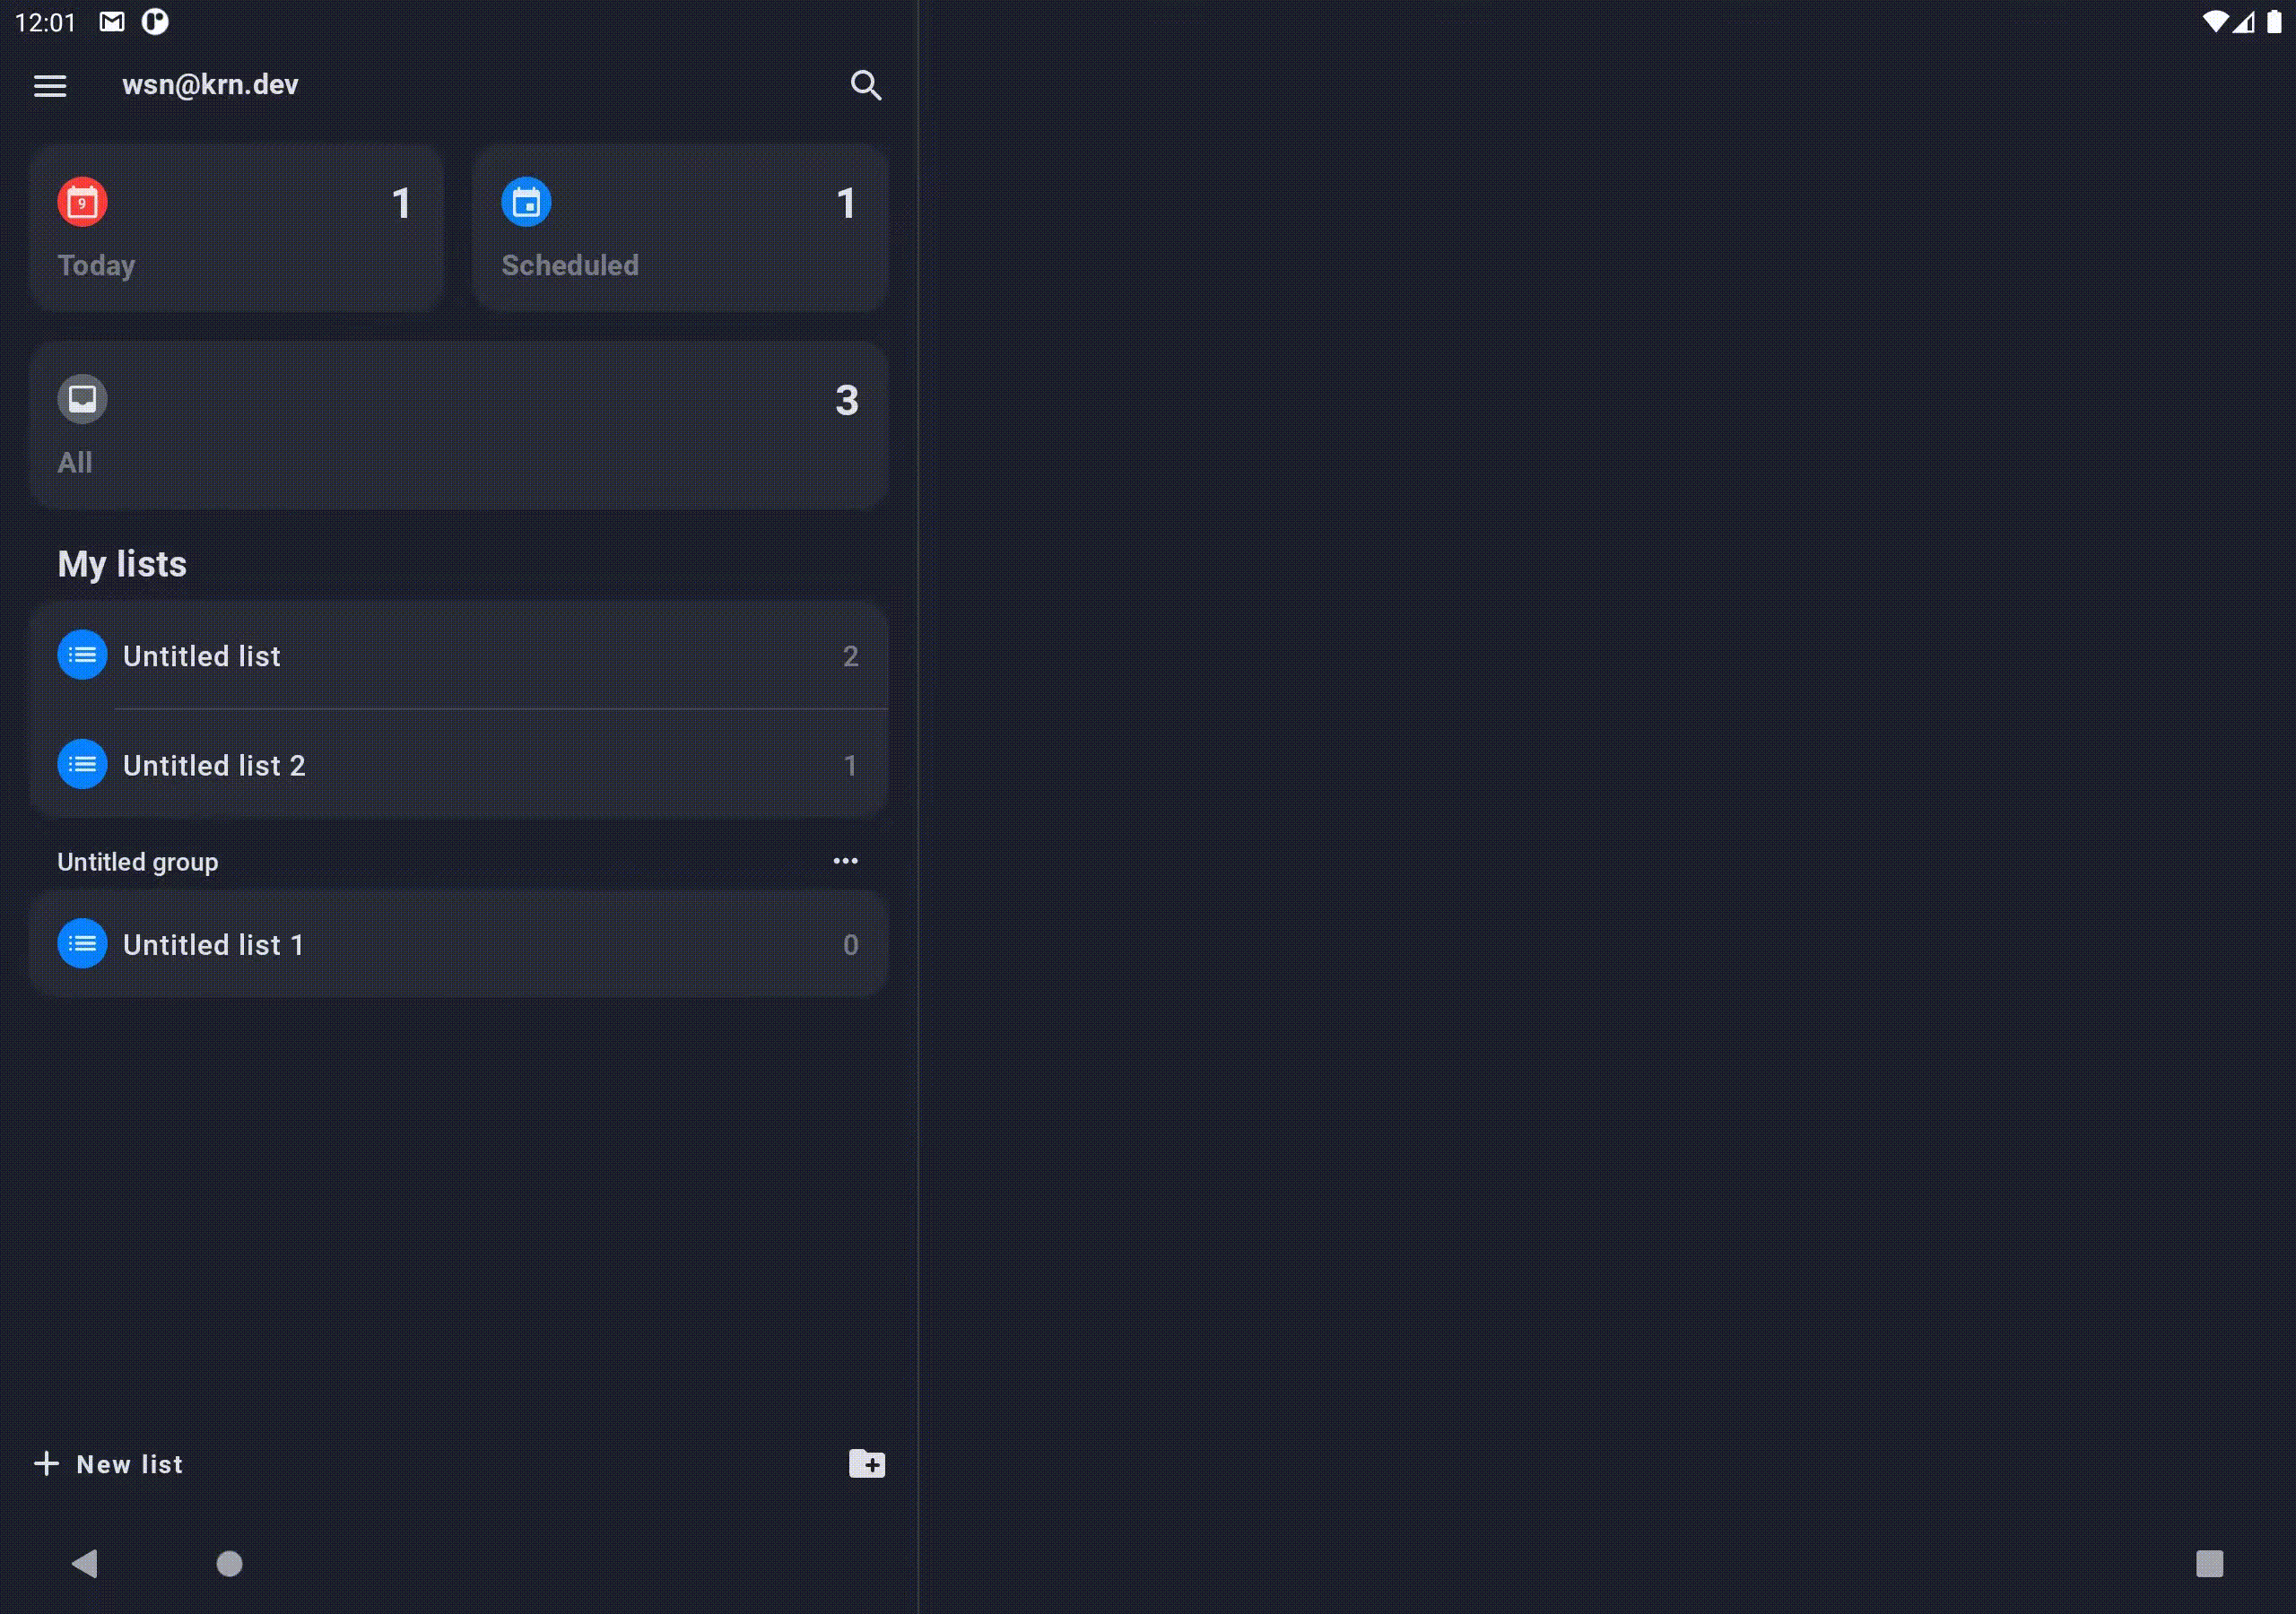 12:01
wsn@krn.dev
9
1
Today
1
Scheduled
3
All
My lists
Untitled list
2
Untitled list 2
1
Untitled group
Untitled list 1
0
New list